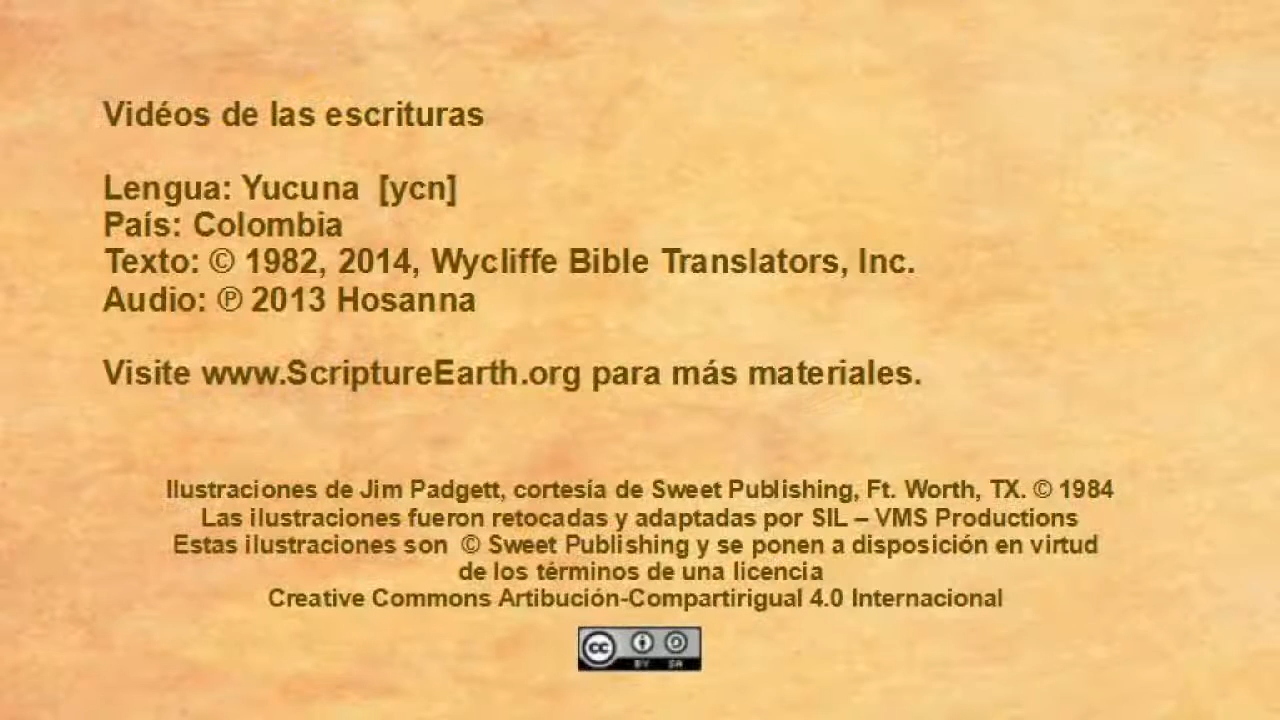 Vidéos de las escrituras
Lengua: Yucuna [ycn]
País: Colombia
Texto: © 1982, 2014, Wycliffe Bible Translators, Inc.
Audio: ℗ 2013 Hosanna
Visite www.ScriptureEarth.org para más materiales.
Ilustraciones de Jim Padgett, cortesía de Sweet Publishing, Ft. Worth, TX. © 1984
Las ilustraciones fueron retocadas y adaptadas por SIL – VMS Productions
Estas ilustraciones son © Sweet Publishing y se ponen a disposición en virtud
de los términos de una licencia
Creative Commons Artibución-Compartirigual 4.0 Internacional
cc BY SA